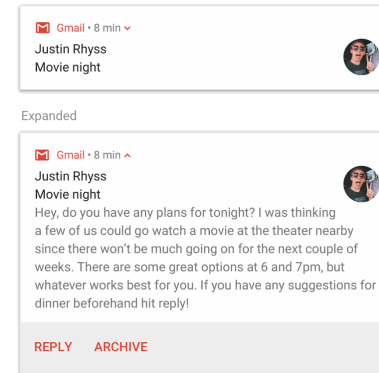 Gmail • 8 min
Justin Rhyss
Movie night
Expanded
Gmail • 8 min
Justin Rhyss
Movie night
Hey, do you have any plans for tonight? I was thinking
a few of us could go watch a movie at the theater nearby
since there won't be much going on for the next couple of
weeks. There are some great options at 6 and 7pm, but
whatever works best for you. If you have any suggestions for
dinner beforehand hit reply!
REPLY ARCHIVE